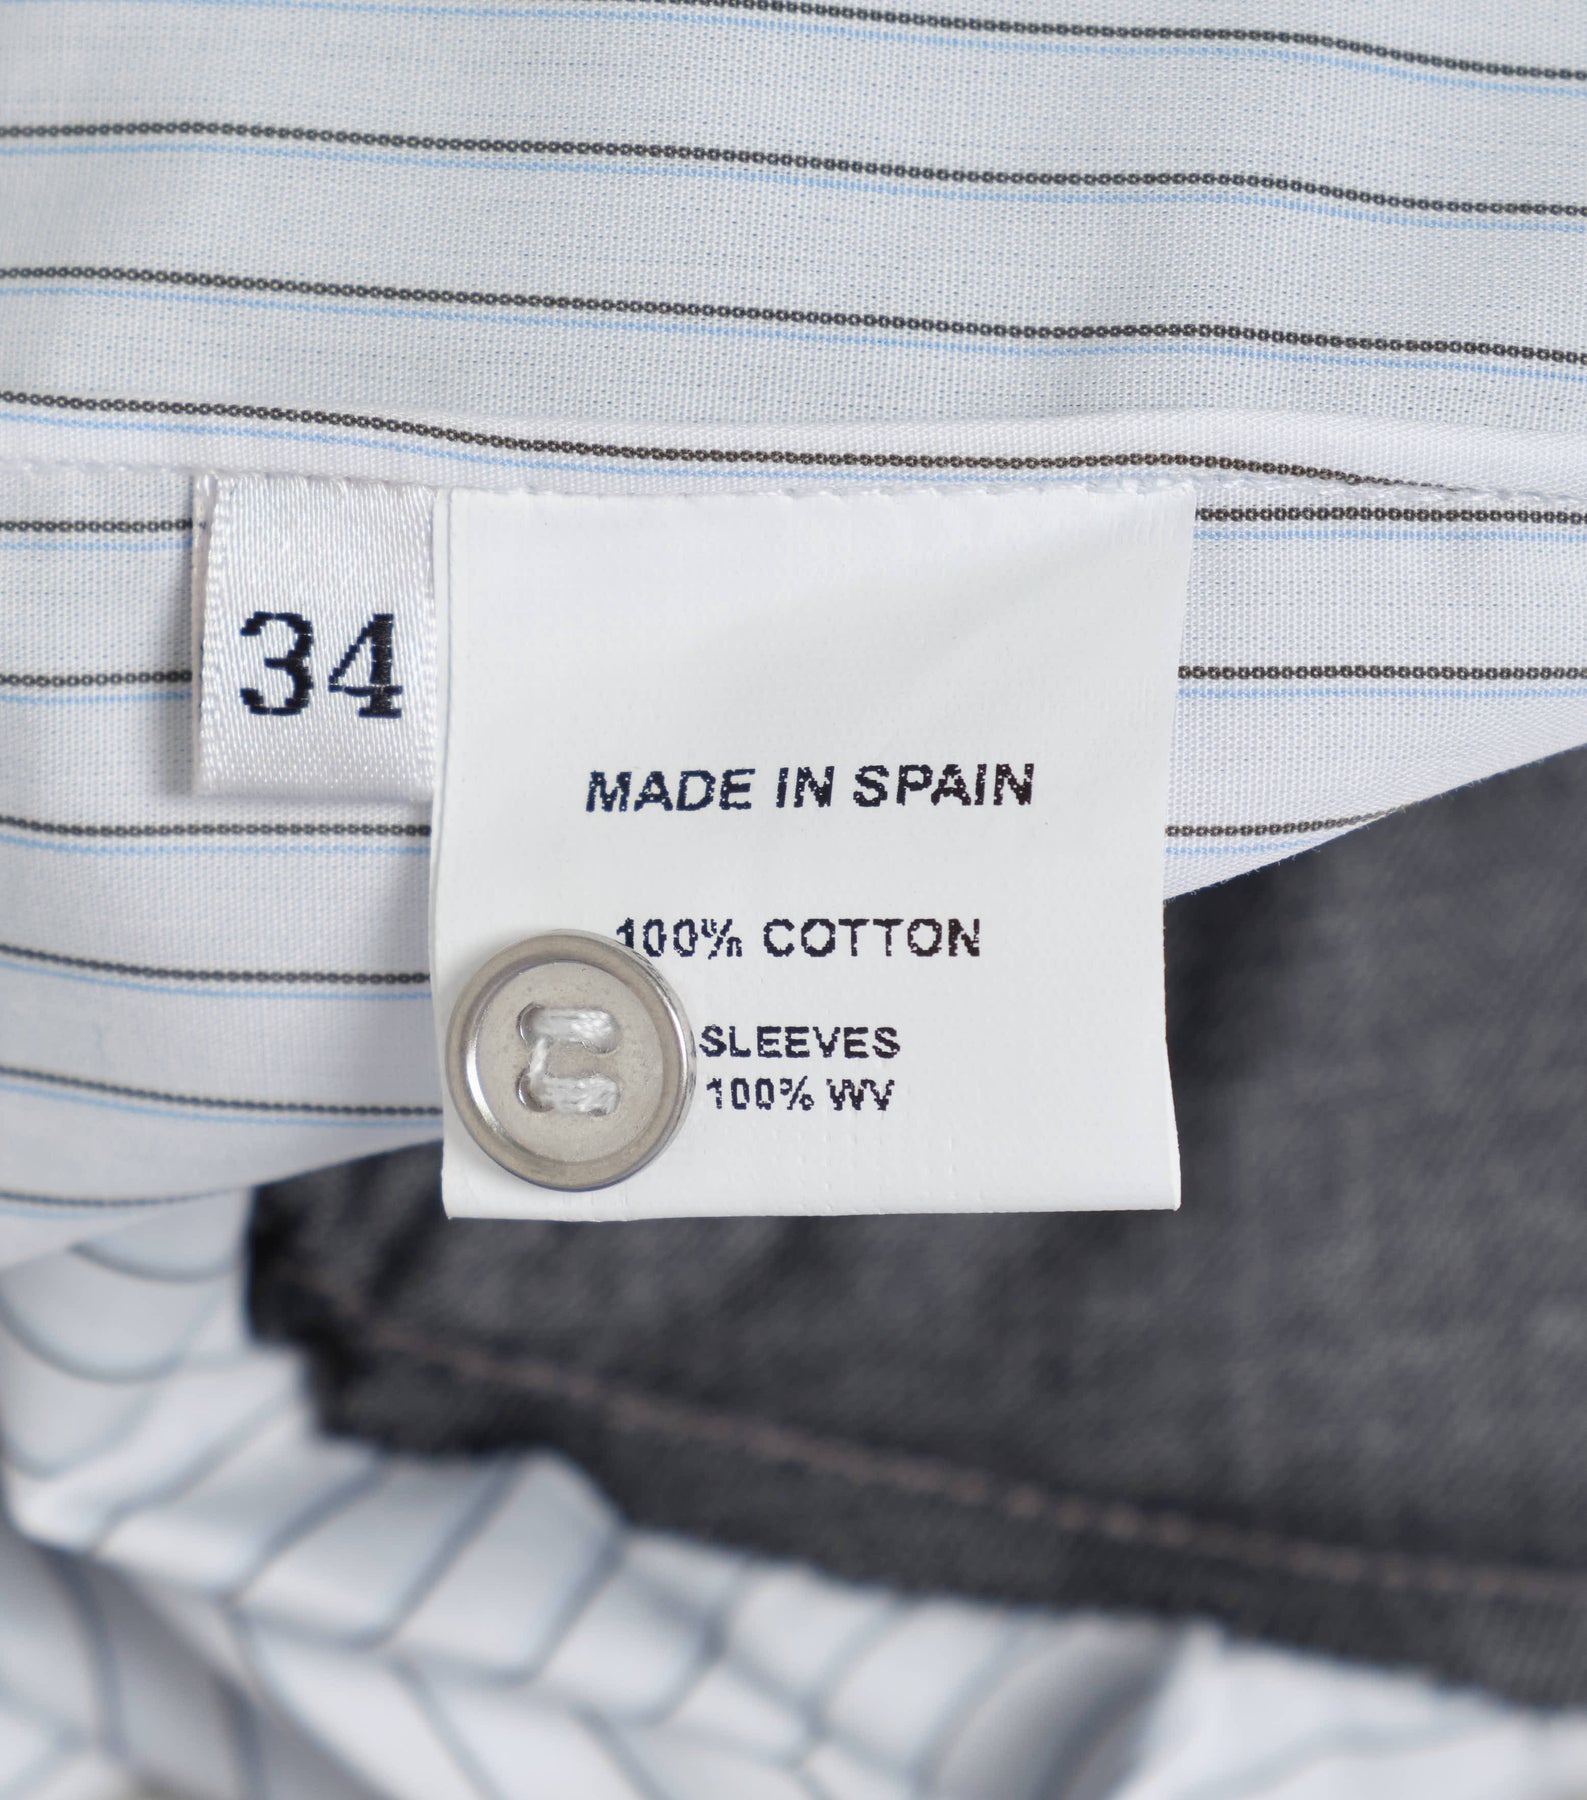 34
MADE IN SPAIN
100% COTTON
SLEEVES
100% WV